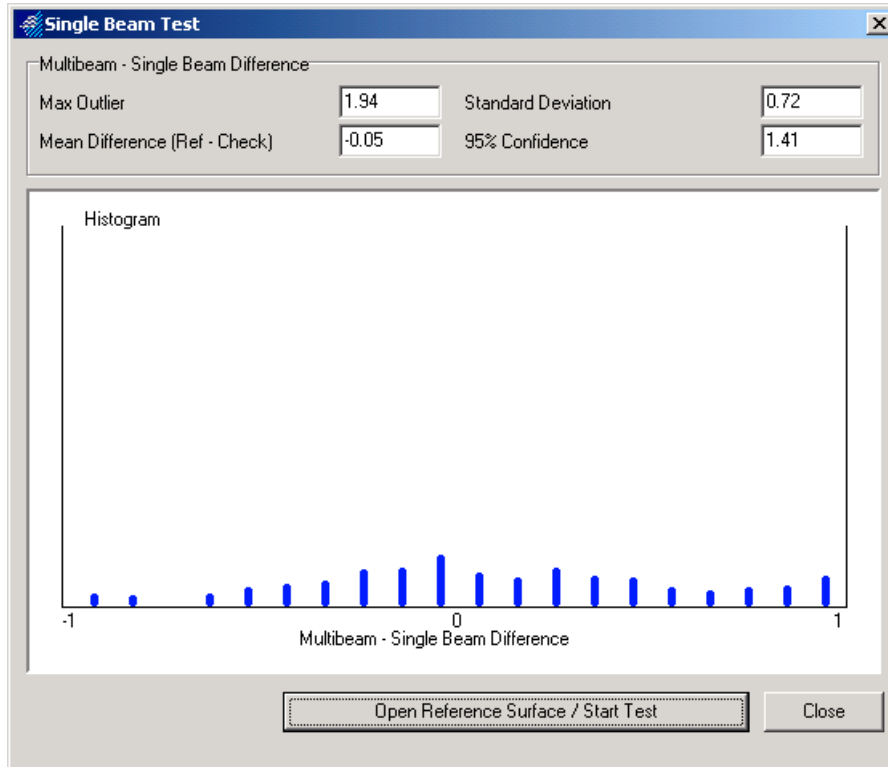 Single Beam Test
Multibeam - Single Beam Difference
Max Outlier 1.94 Standard Deviation 0.72
Mean Difference (Ref - Check) -0.05 95% Confidence 1.41
Histogram
-1 0 1
Multibeam - Single Beam Difference
Open Reference Surface / Start Test Close